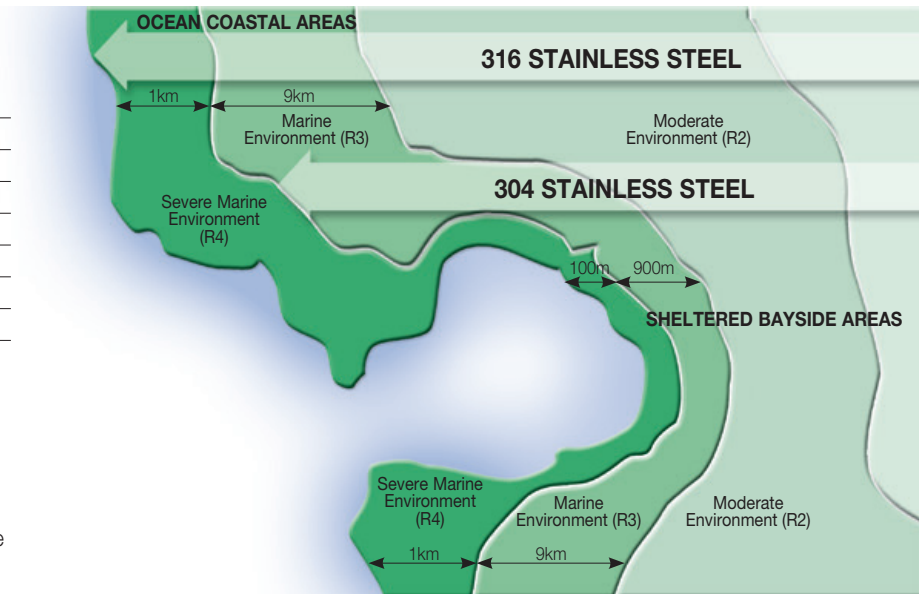 OCEAN COASTAL AREAS
316 STAINLESS STEEL
1km
9km
Marine
Environment (R3)
Moderate
Environment (R2)
304 STAINLESS STEEL
Severe Marine
Environment
(R4)
100m
900m
SHELTERED BAYSIDE AREAS
Severe Marine
Environment
(R4)
Marine
Environment (R3)
Moderate
Environment (R2)
e
1km
9km